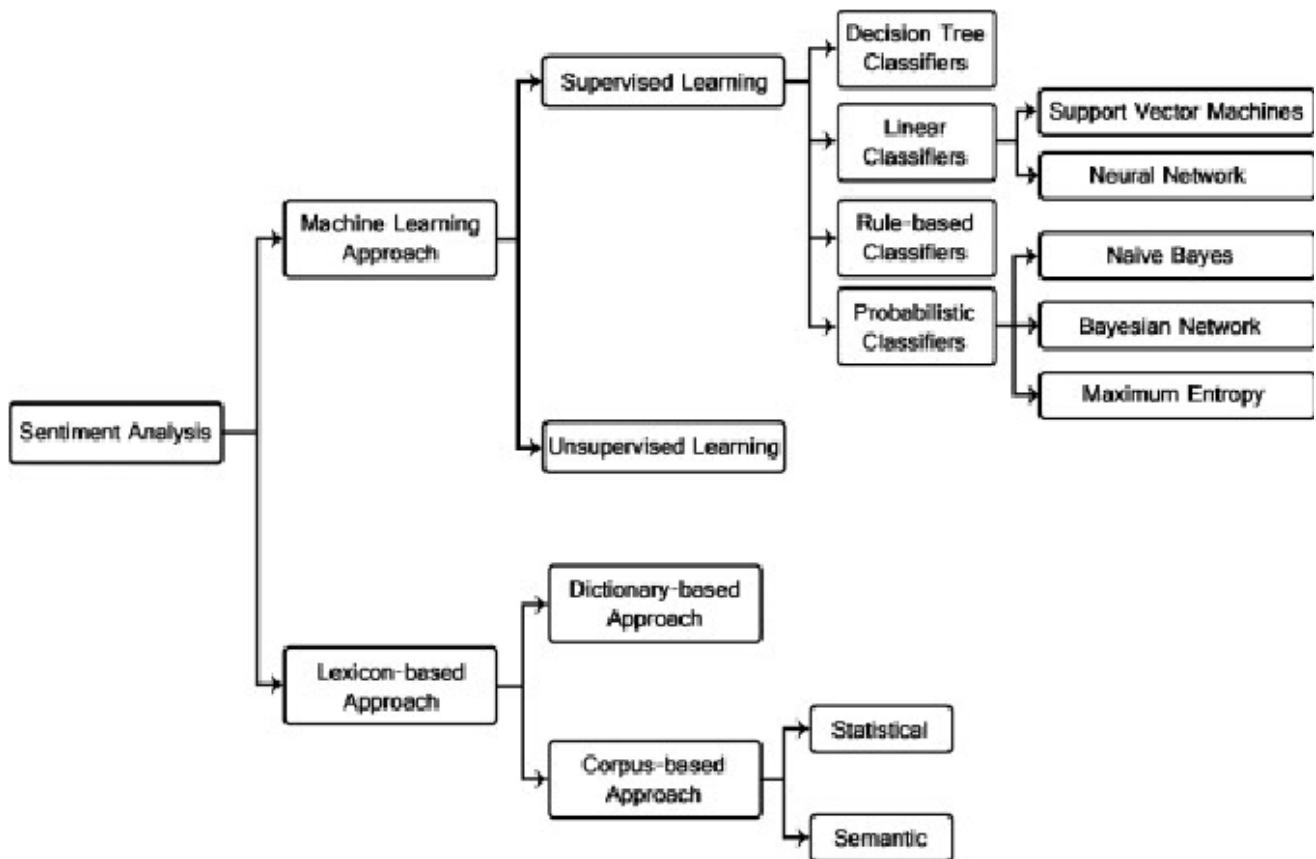 Decision Tree
Classifiers
Supervised Learning
Linear
Classifiers
Support Vector Machines
Neural Network
Machine Learning
Approach
Rule-based
Classifiers
Naïve Bayes
Probabilistic
Classifiers
Bayesian Network
Maximum Entropy
Sentiment Analysis
Unsupervised Learning
Dictionary-based
Approach
Lexicon-based
Approach
Statistical
Corpus-based
Approach
Semantic